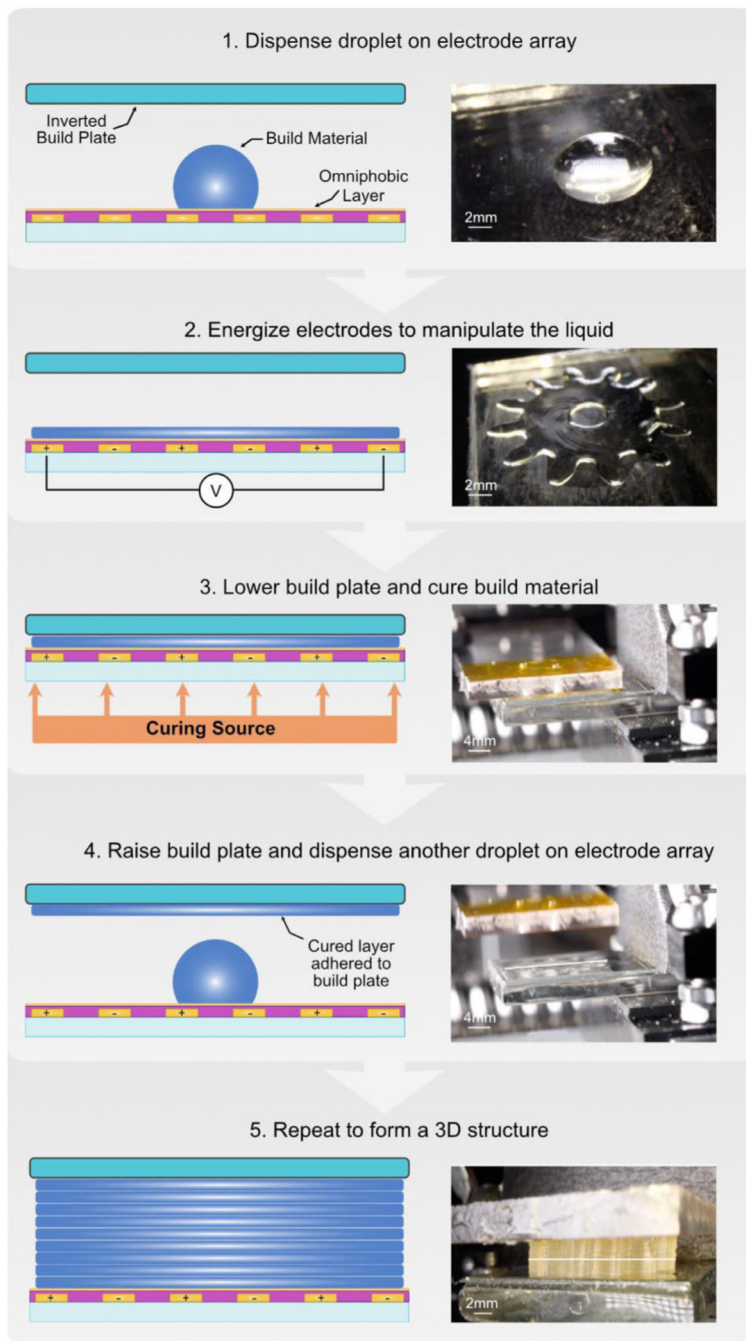 1. Dispense droplet on electrode array
Inverted
Build Plate
Build Material
Omniphobic
Layer
2mm
2. Energize electrodes to manipulate the liquid
+ - + - + -
V
2mm
3. Lower build plate and cure build material
+ - + - + -
Curing Source
4mm
4. Raise build plate and dispense another droplet on electrode array
Cured layer
adhered to
build plate
+ - + - + -
4mm
5. Repeat to form a 3D structure
+ - + - + -
2mm